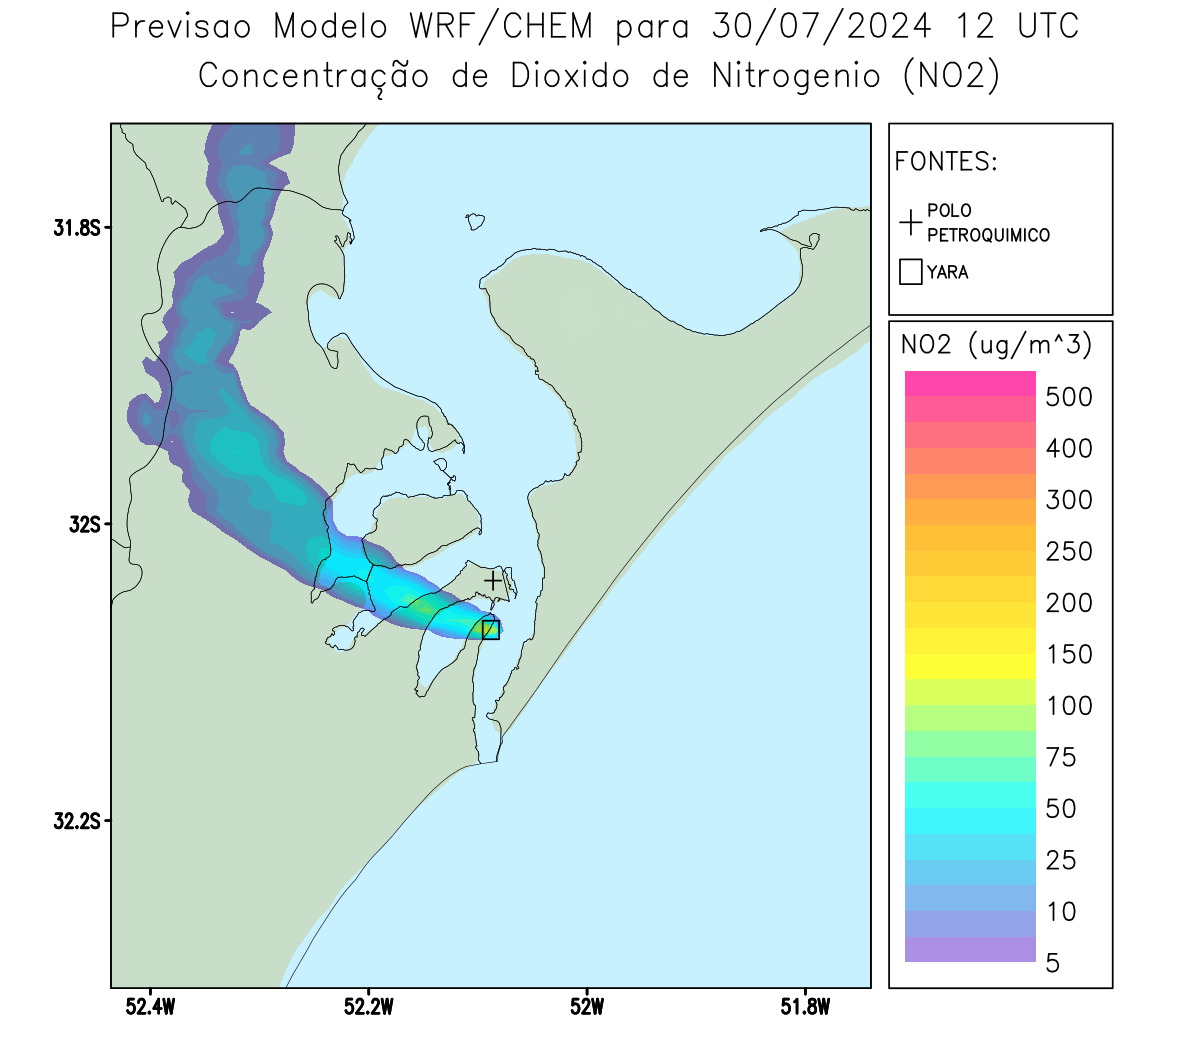 Previsao Modelo WRF/CHEM para 30/07/2024 12 UTC
Concentração de Dioxido de Nitrogenio (NO2)
FONTES:
POLO
PETROQUIMICO
YARA
NO2 (ug/m^3)
500
400
300
250
200
150
100
75
50
25
10
5
31.8S
32S
32.2S
52.4W
52.2W
52W
51.8W